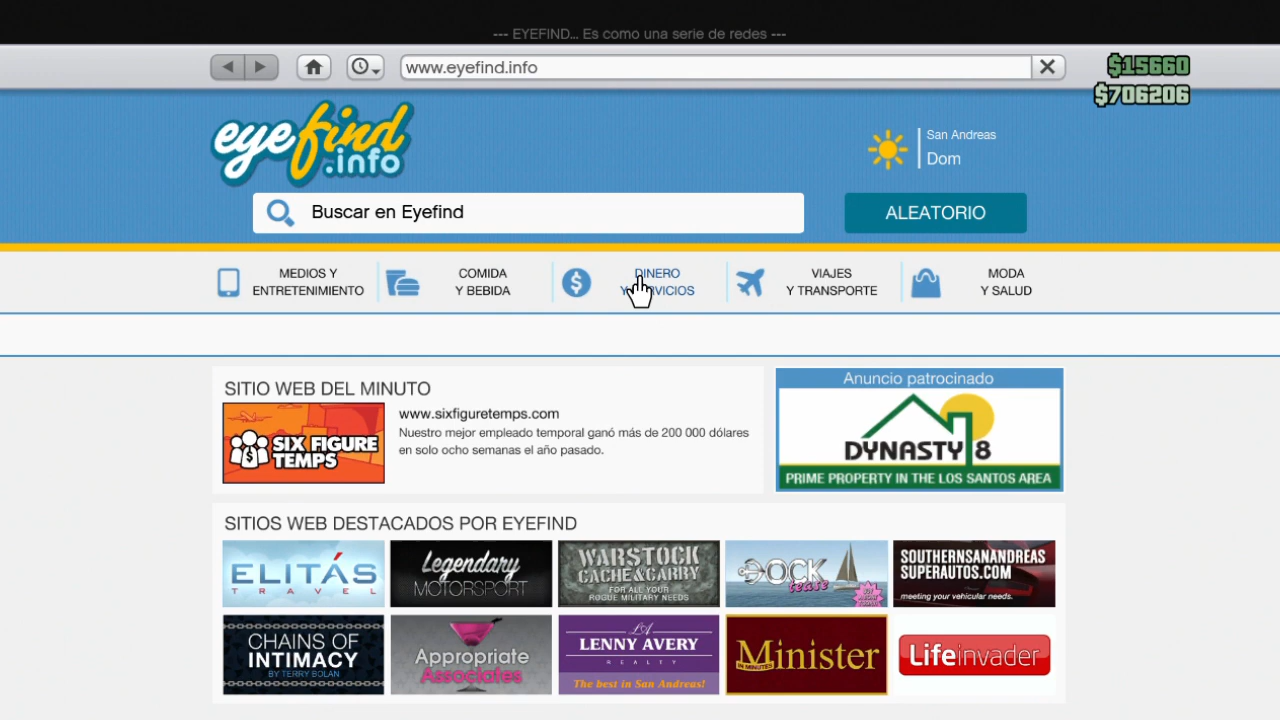 --- EYEFIND... Es como una serie de redes ---
www.eyefind.info
$15660
$706206
eyefind
.info
San Andreas
Dom
Buscar en Eyefind
ALEATORIO
MEDIOS Y
ENTRETENIMIENTO
COMIDA
Y BEBIDA
DINERO
Y SERVICIOS
VIAJES
Y TRANSPORTE
MODA
Y SALUD
SITIO WEB DEL MINUTO
SIX FIGURE
TEMPS
www.sixfiguretemps.com
Nuestro mejor empleado temporal ganó más de 200 000 dólares
en solo ocho semanas el año pasado.
Anuncio patrocinado
DYNASTY 8
PRIME PROPERTY IN THE LOS SANTOS AREA
SITIOS WEB DESTACADOS POR EYEFIND
ELITÁS
TRAVEL
Legendary
MOTORSPORT
WARSTOCK
CACHE & CARRY
FOR ALL YOUR
ROGUE MILITARY NEEDS
DOCK
tease
SOUTHERNSANANDREAS
SUPERAUTOS.COM
meeting your vehicular needs.
CHAINS OF
INTIMACY
BY TERRY BOLAN
Appropriate
Associates
LA
LENNY AVERY
REALTY
The best in San Andreas!
Minister
IN MINUTES
Lifeinvader